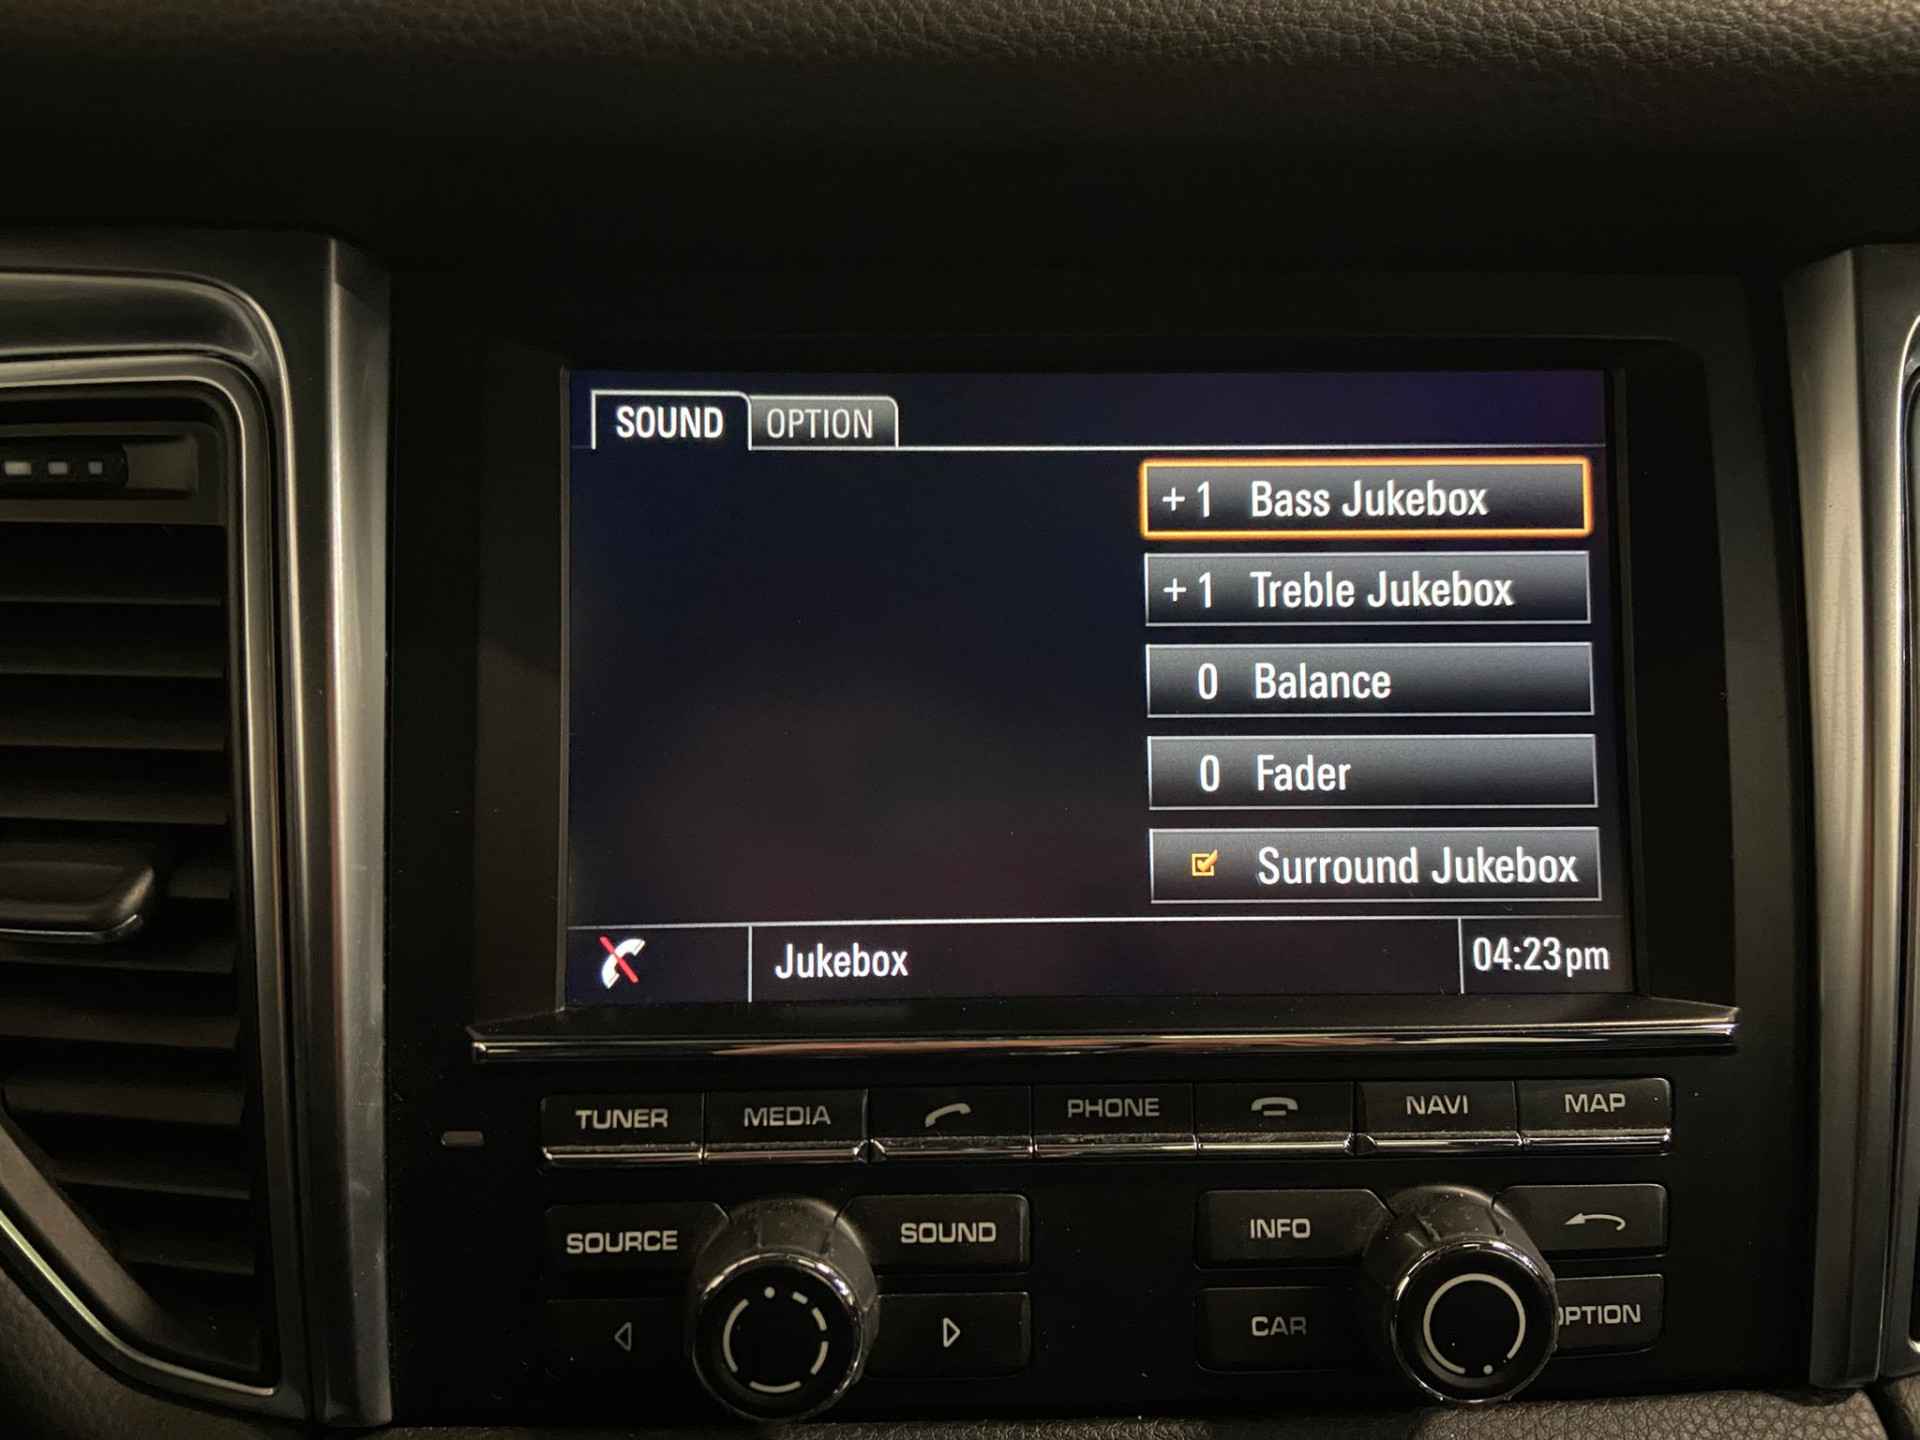 SOUND OPTION
+ 1 Bass Jukebox
+ 1 Treble Jukebox
0 Balance
0 Fader
Surround Jukebox
Jukebox 04:23pm
TUNER MEDIA PHONE NAVI MAP
SOURCE SOUND INFO
CAR OPTION